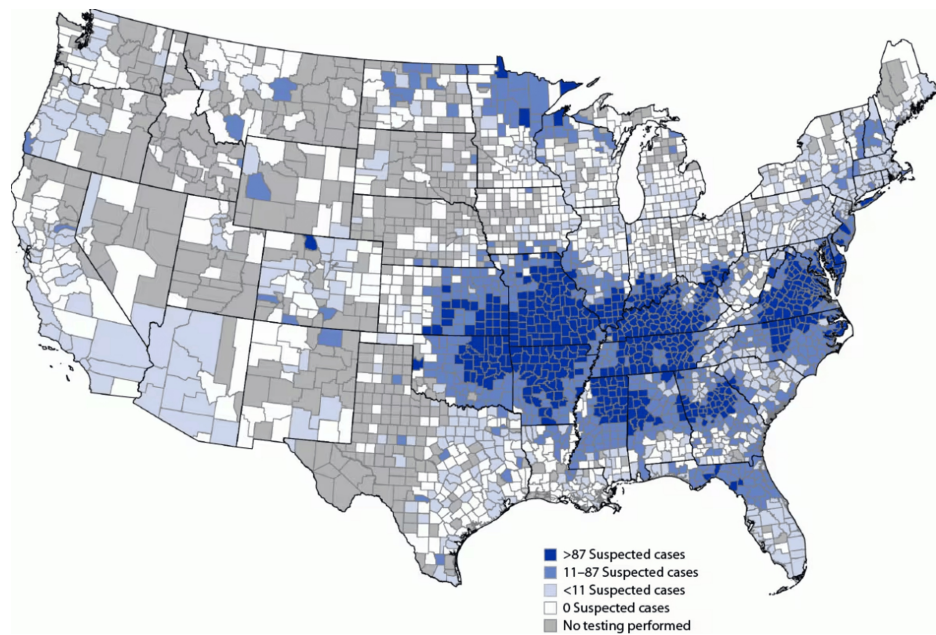 >87 Suspected cases
11–87 Suspected cases
<11 Suspected cases
0 Suspected cases
No testing performed